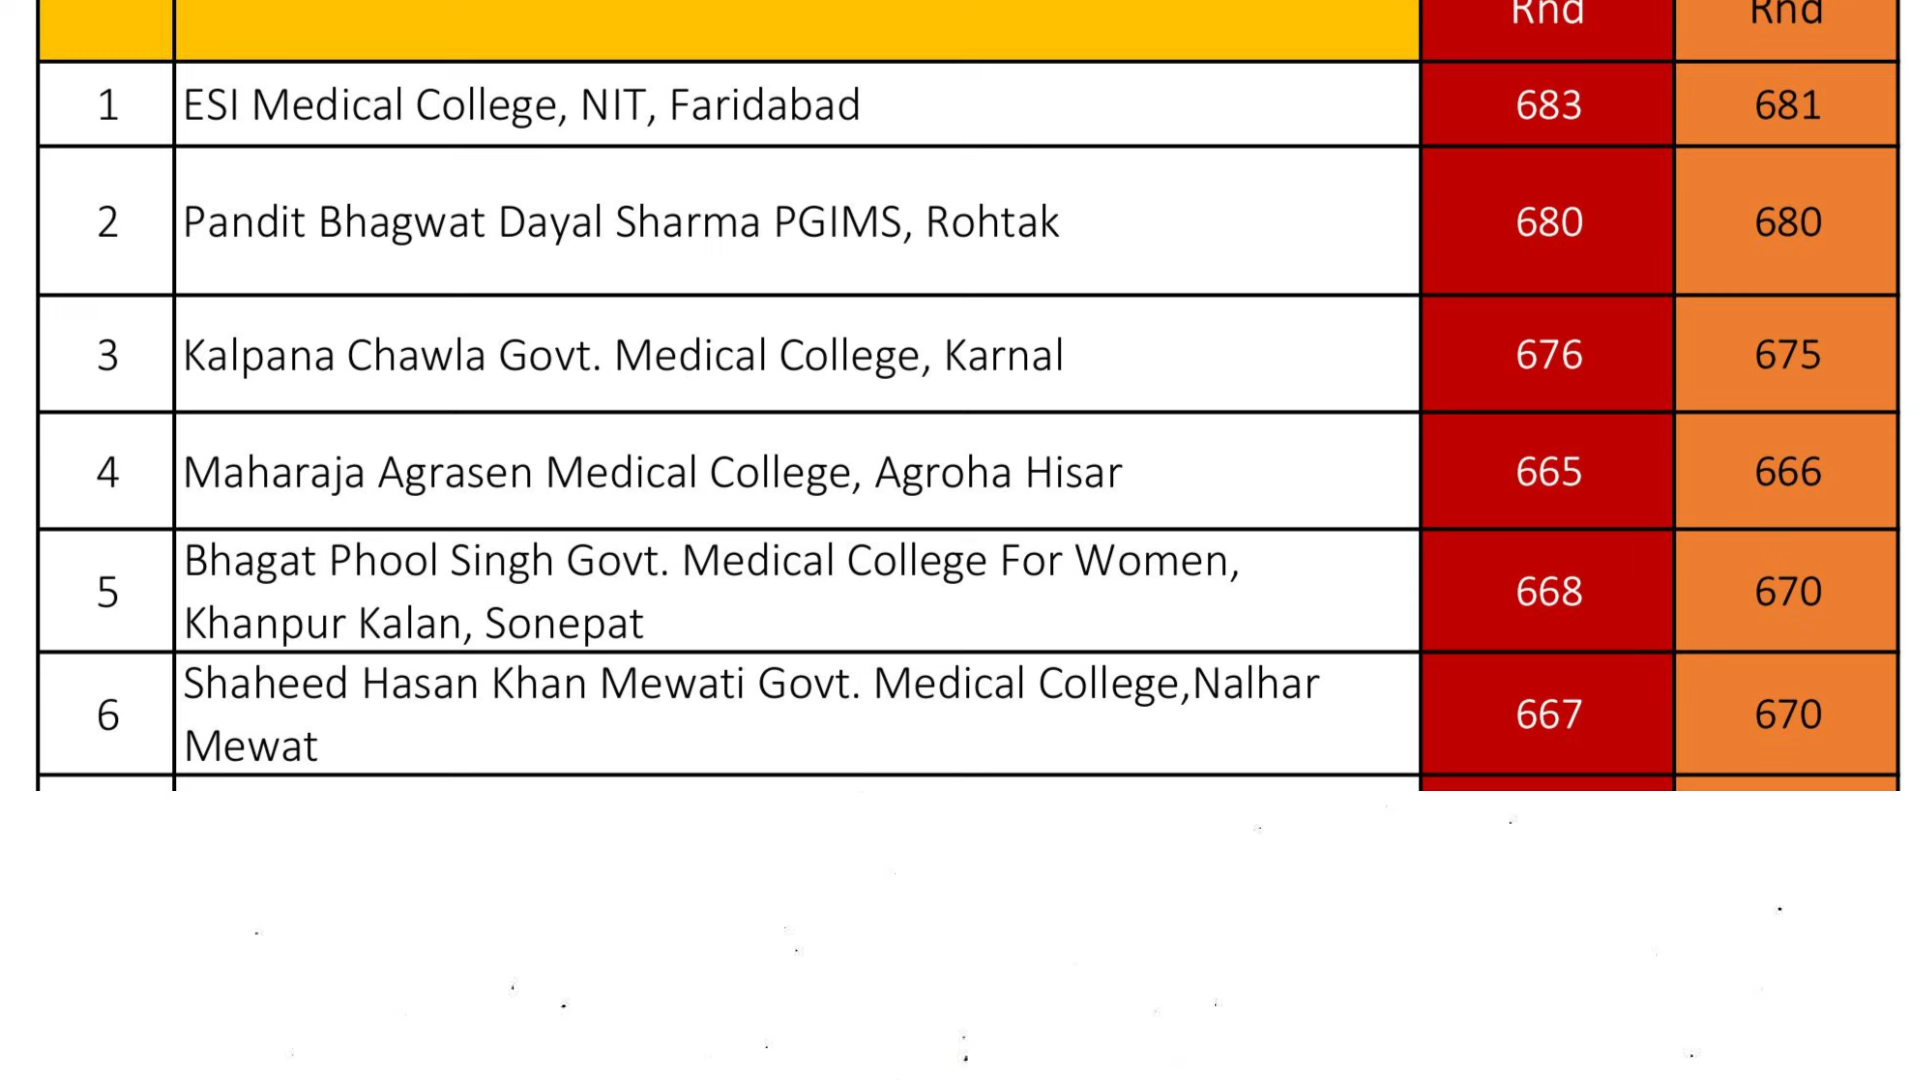 Rnd Rnd
1 ESI Medical College, NIT, Faridabad 683 681
2 Pandit Bhagwat Dayal Sharma PGIMS, Rohtak 680 680
3 Kalpana Chawla Govt. Medical College, Karnal 676 675
4 Maharaja Agrasen Medical College, Agroha Hisar 665 666
Bhagat Phool Singh Govt. Medical College For Women,
5 Khanpur Kalan, Sonepat 668 670
Shaheed Hasan Khan Mewati Govt. Medical College,Nalhar
6 Mewat 667 670